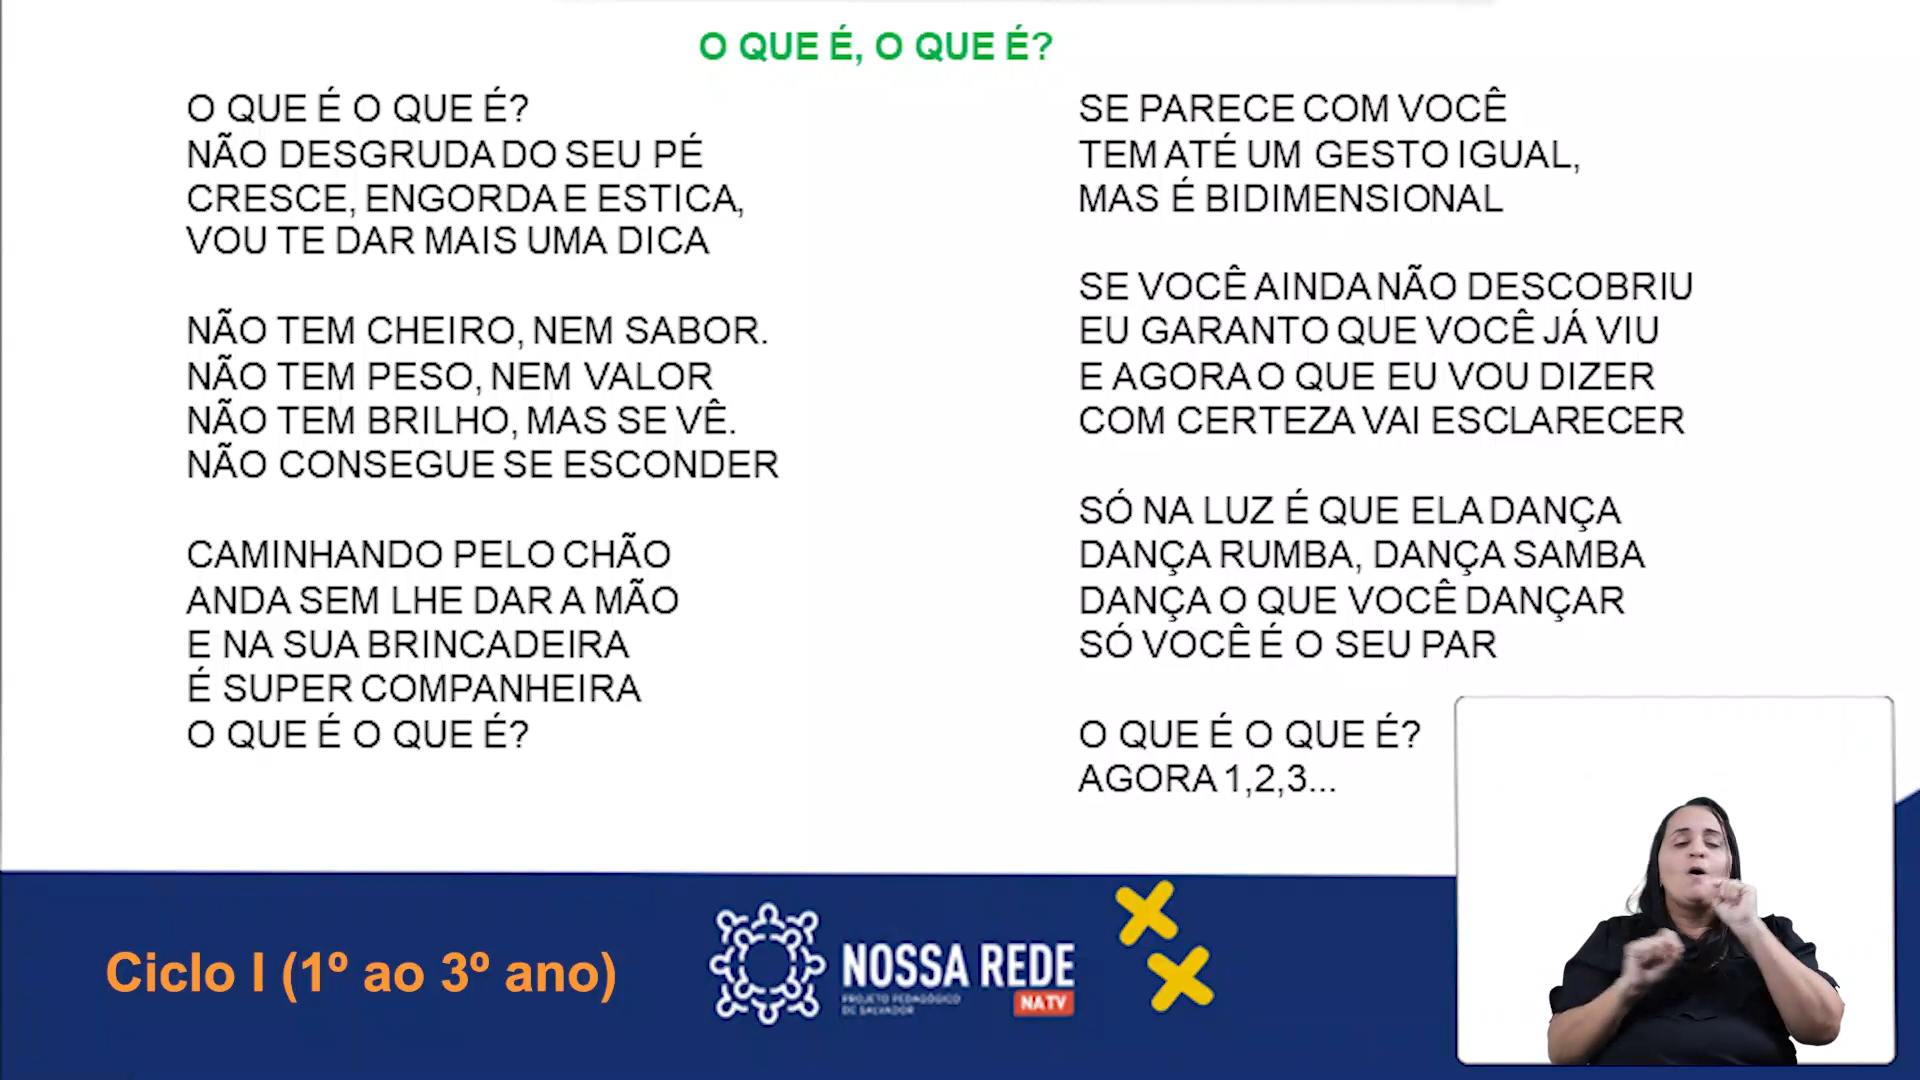 O QUE É, O QUE É?
O QUE É O QUE É?
NÃO DESGRUDA DO SEU PÉ
CRESCE, ENGORDA E ESTICA,
VOU TE DAR MAIS UMA DICA
NÃO TEM CHEIRO, NEM SABOR.
NÃO TEM PESO, NEM VALOR
NÃO TEM BRILHO, MAS SE VÊ.
NÃO CONSEGUE SE ESCONDER
CAMINHANDO PELO CHÃO
ANDA SEM LHE DAR A MÃO
E NA SUA BRINCADEIRA
É SUPER COMPANHEIRA
O QUE É O QUE É?
SE PARECE COM VOCÊ
TEM ATÉ UM GESTO IGUAL,
MAS É BIDIMENSIONAL
SE VOCÊ AINDA NÃO DESCOBRIU
EU GARANTO QUE VOCÊ JÁ VIU
E AGORA O QUE EU VOU DIZER
COM CERTEZA VAI ESCLARECER
SÓ NA LUZ É QUE ELA DANÇA
DANÇA RUMBA, DANÇA SAMBA
DANÇA O QUE VOCÊ DANÇAR
SÓ VOCÊ É O SEU PAR
O QUE É O QUE É?
AGORA 1,2,3...
Ciclo I (1º ao 3º ano)
NOSSA REDE
PROJETO PEDAGÓGICO
DE SALVADOR
NA TV